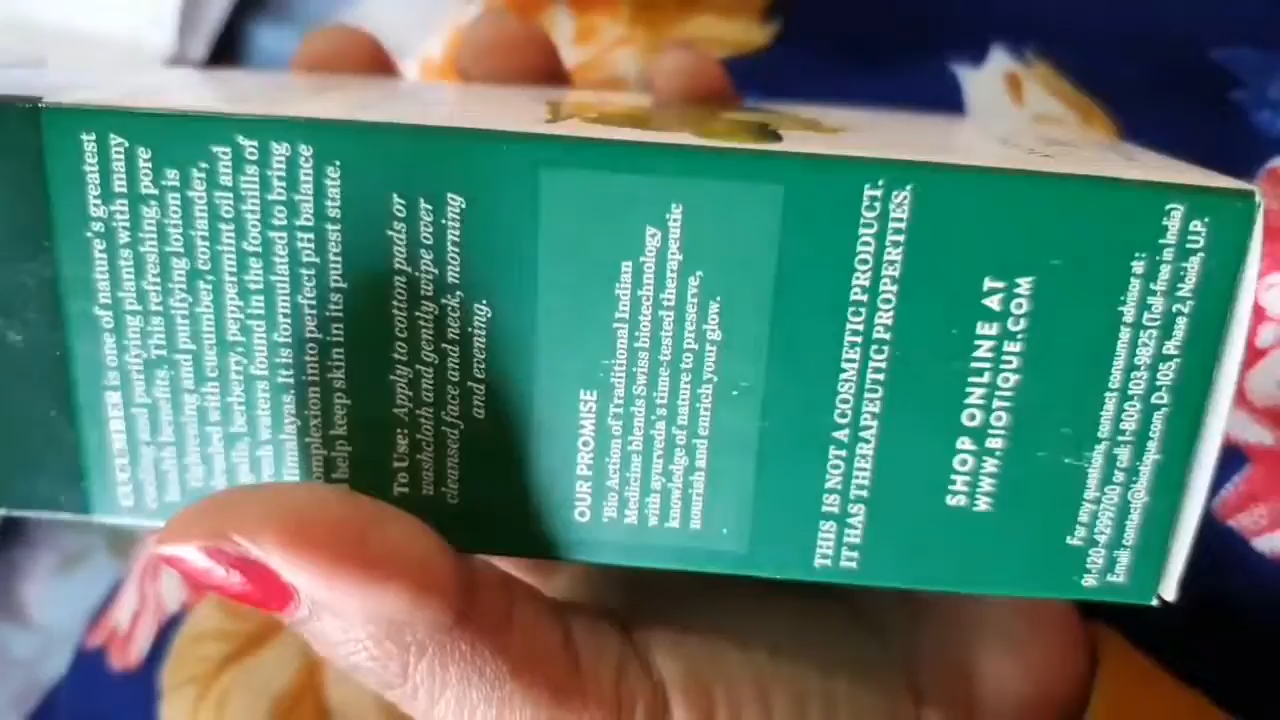 CUCUMBER is one of nature's greatest
cooling and purifying plants with many
health benefits. This refreshing, pore
tightening and purifying lotion is
blended with cucumber, coriander,
berberry, peppermint oil and
waters found in the foothills of
Himalayas. It is formulated to bring
complexion into perfect pH balance
help keep skin in its purest state.
To Use: Apply to cotton pads or
washcloth and gently wipe over
cleansed face and neck, morning
and evening.
OUR PROMISE
'Bio Action of Traditional Indian
Medicine blends Swiss biotechnology
with ayurveda's time-tested therapeutic
knowledge of nature to preserve,
nourish and enrich your glow.
THIS IS NOT A COSMETIC PRODUCT.
IT HAS THERAPEUTIC PROPERTIES.
SHOP ONLINE AT
WWW.BIOTIQUE.COM
For any questions, contact consumer advisor at :
91-120-4299700 or call 1-800-103-9825 (Toll-free in India)
Email: contact@biotique.com, D-105, Phase 2, Noida, U.P.